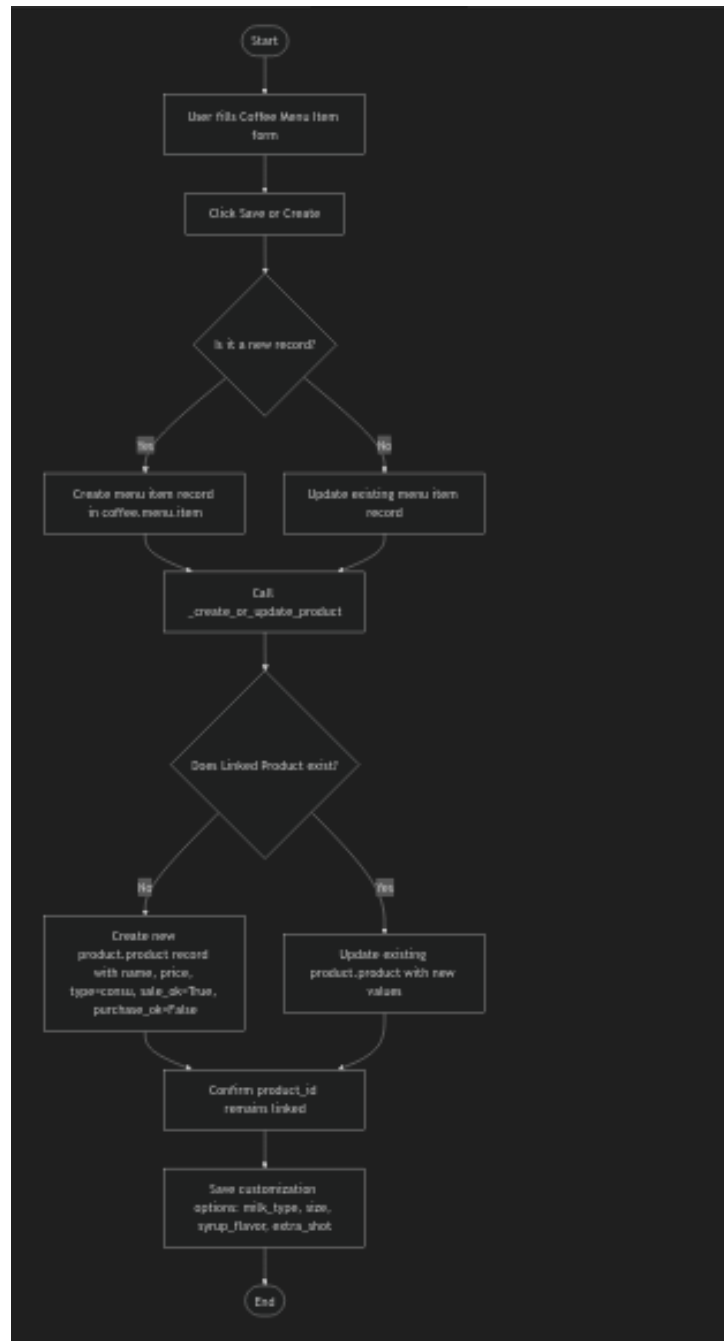 Start
User fills Coffee Menu Item
form
Click Save or Create
Is it a new record?
Yes
No
Create menu item record
in coffee.menu.item
Update existing menu item
record
Call
_create_or_update_product
Does Linked Product exist?
No
Yes
Create new
product.product record
with name, price,
type=consu, sale_ok=True,
purchase_ok=False
Update existing
product.product with new
values
Confirm product_id
remains linked
Save customization
options: milk_type, size,
syrup_flavor, extra_shot
End